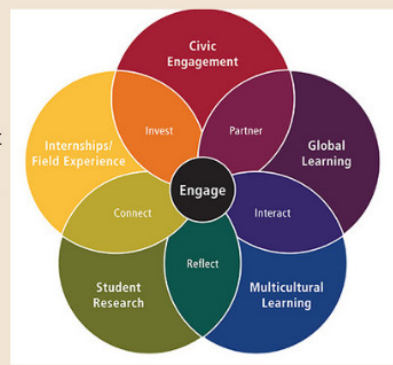 Civic
Engagement
Invest
Partner
Internships/
Field Experience
Global
Learning
Engage
Connect
Interact
Reflect
Student
Research
Multicultural
Learning